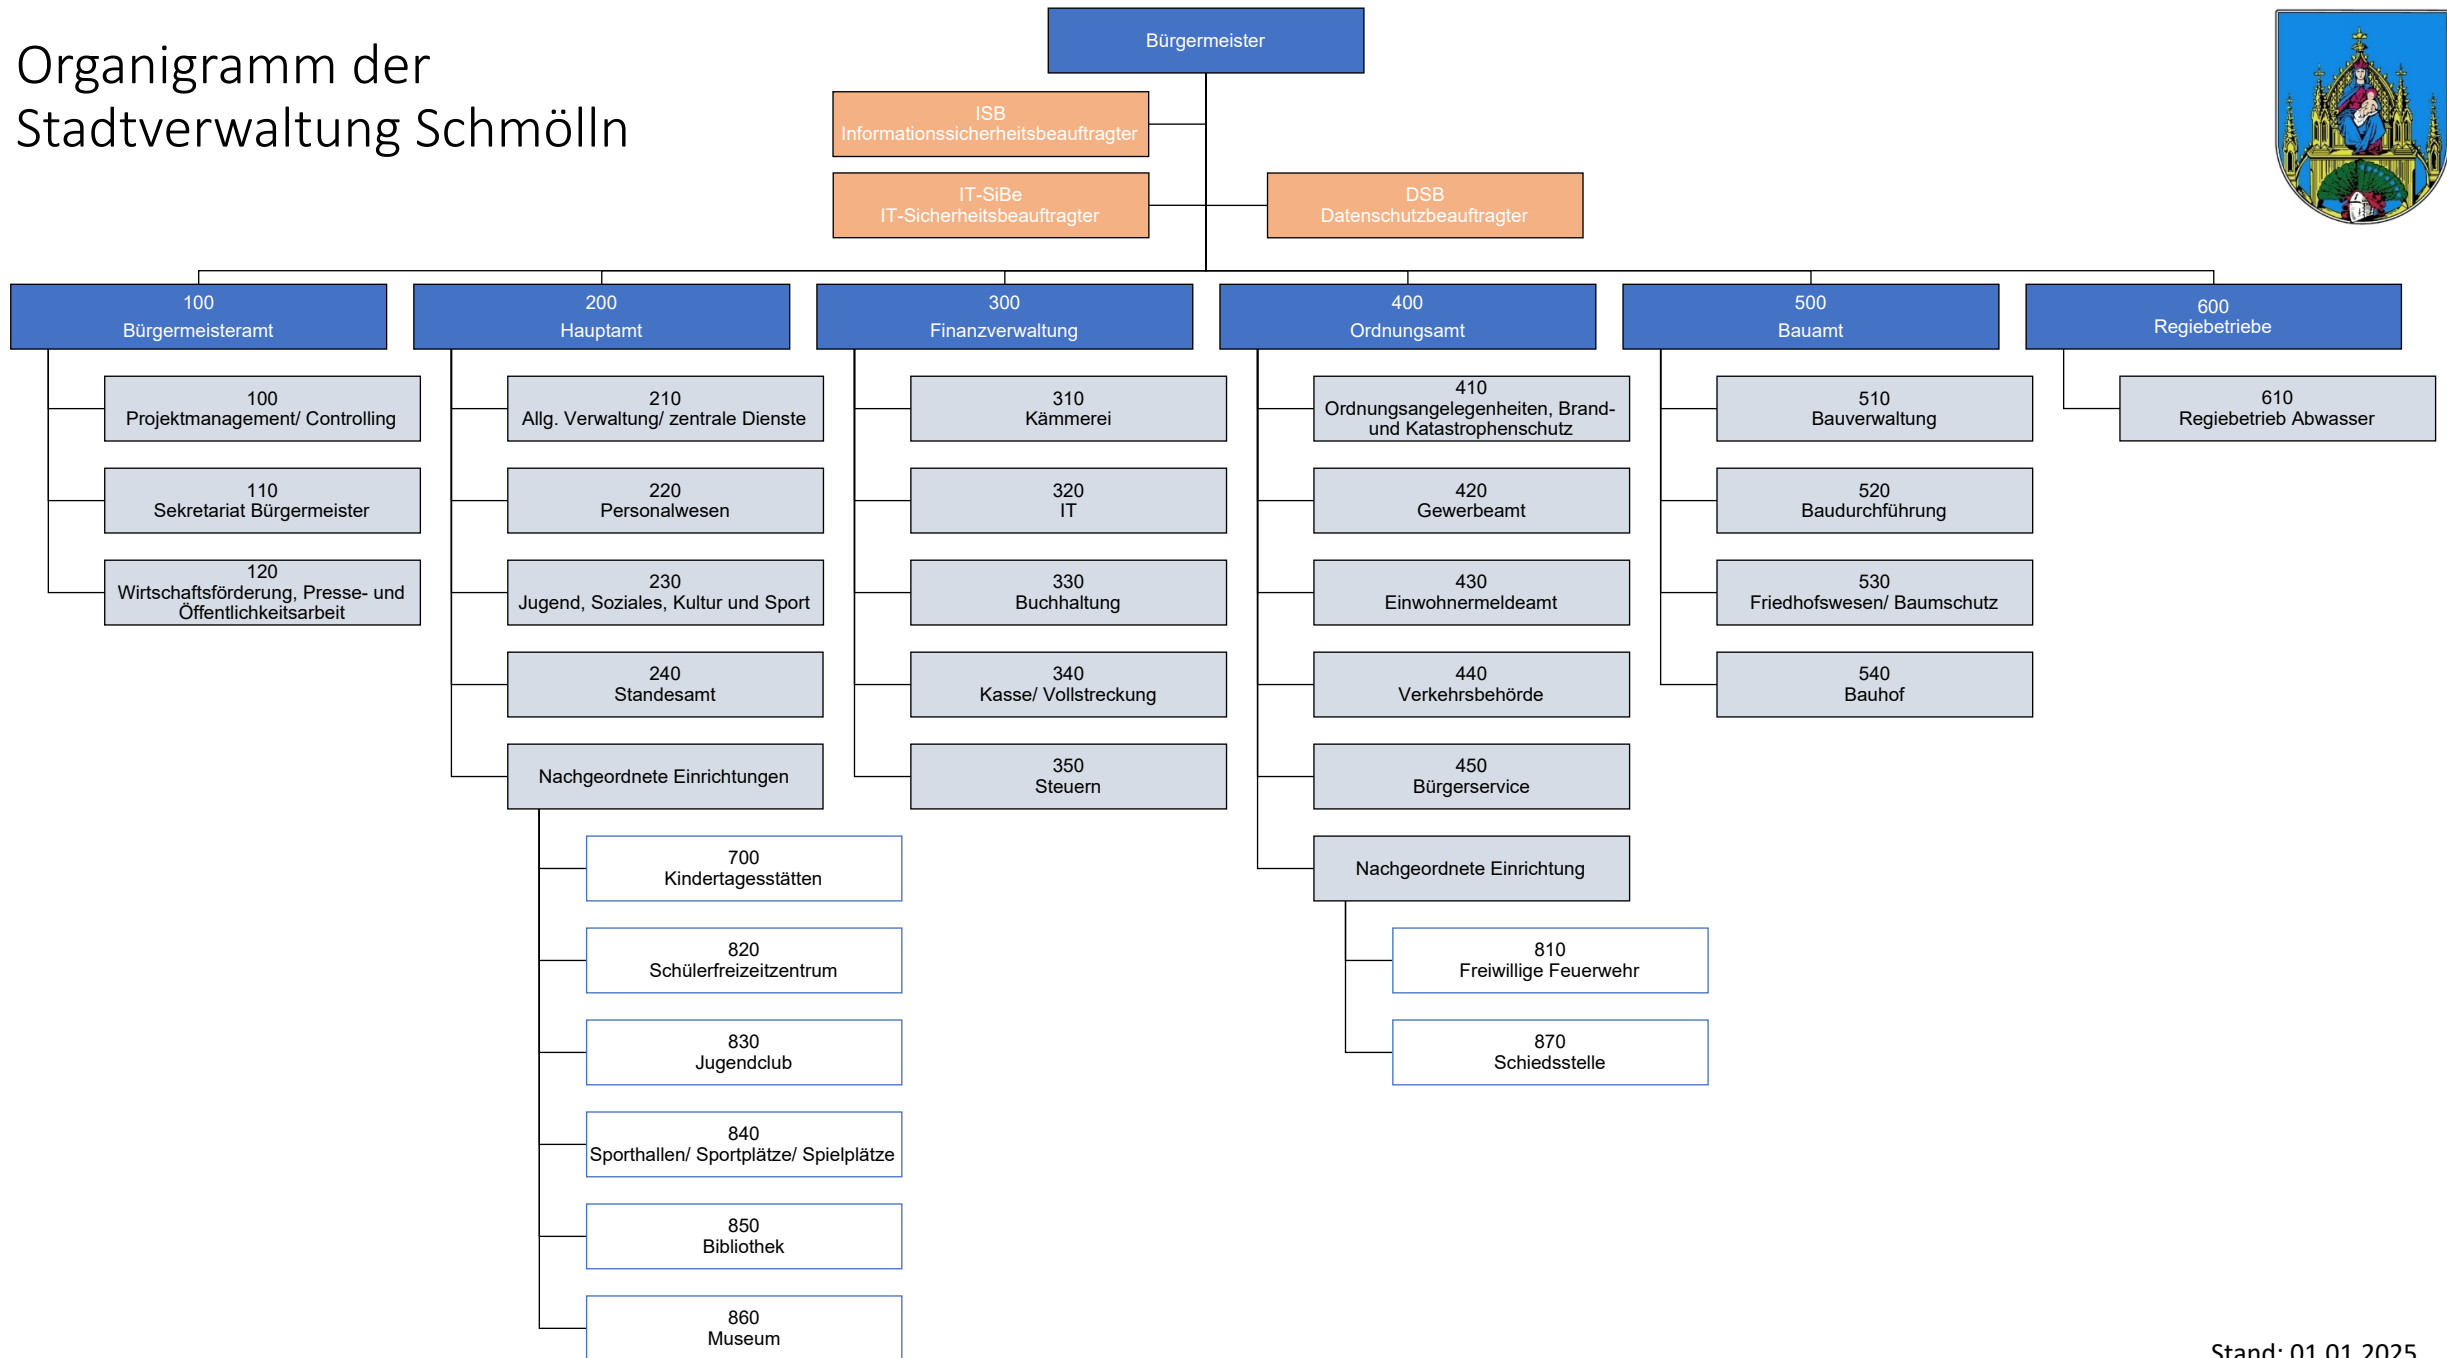 Organigramm der
Stadtverwaltung Schmölln
Bürgermeister
ISB
Informationssicherheitsbeauftragter
IT-SiBe
IT-Sicherheitsbeauftragter
DSB
Datenschutzbeauftragter
100
Bürgermeisteramt
100
Projektmanagement/ Controlling
110
Sekretariat Bürgermeister
120
Wirtschaftsförderung, Presse- und
Öffentlichkeitsarbeit
200
Hauptamt
210
Allg. Verwaltung/ zentrale Dienste
220
Personalwesen
230
Jugend, Soziales, Kultur und Sport
240
Standesamt
Nachgeordnete Einrichtungen
700
Kindertagesstätten
820
Schülerfreizeitzentrum
830
Jugendclub
840
Sporthallen/ Sportplätze/ Spielplätze
850
Bibliothek
860
Museum
300
Finanzverwaltung
310
Kämmerei
320
IT
330
Buchhaltung
340
Kasse/ Vollstreckung
350
Steuern
400
Ordnungsamt
410
Ordnungsangelegenheiten, Brand-
und Katastrophenschutz
420
Gewerbeamt
430
Einwohnermeldeamt
440
Verkehrsbehörde
450
Bürgerservice
Nachgeordnete Einrichtung
810
Freiwillige Feuerwehr
870
Schiedsstelle
500
Bauamt
510
Bauverwaltung
520
Baudurchführung
530
Friedhofswesen/ Baumschutz
540
Bauhof
600
Regiebetriebe
610
Regiebetrieb Abwasser
Stand: 01.01.2025